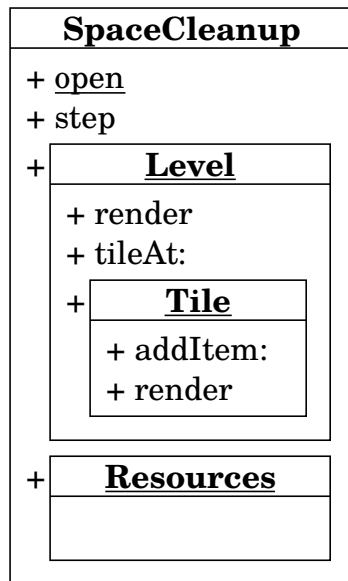 SpaceCleanup
+ open
+ step
+ Level
+ render
+ tileAt:
+ Tile
+ addItem:
+ render
+ Resources